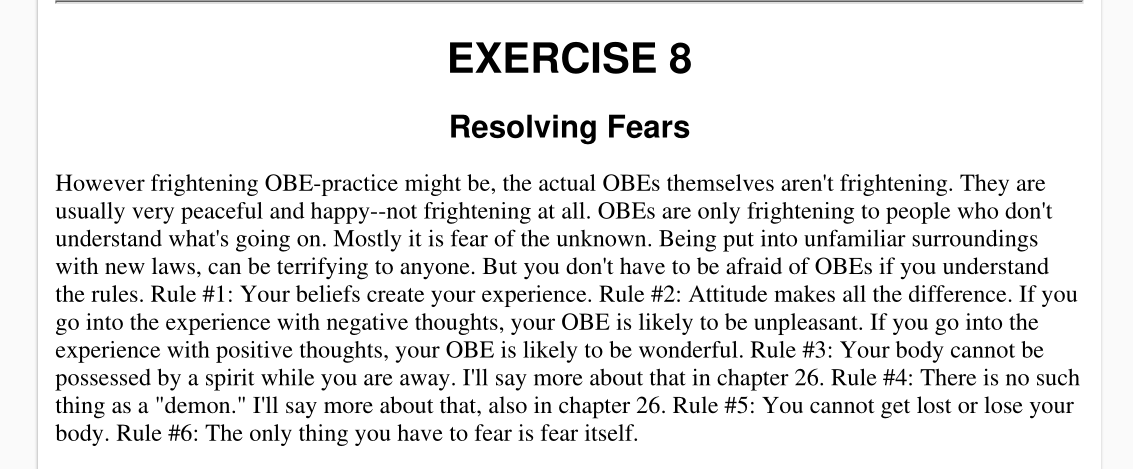 EXERCISE 8
Resolving Fears
However frightening OBE-practice might be, the actual OBEs themselves aren't frightening. They are
usually very peaceful and happy--not frightening at all. OBEs are only frightening to people who don't
understand what's going on. Mostly it is fear of the unknown. Being put into unfamiliar surroundings
with new laws, can be terrifying to anyone. But you don't have to be afraid of OBEs if you understand
the rules. Rule #1: Your beliefs create your experience. Rule #2: Attitude makes all the difference. If you
go into the experience with negative thoughts, your OBE is likely to be unpleasant. If you go into the
experience with positive thoughts, your OBE is likely to be wonderful. Rule #3: Your body cannot be
possessed by a spirit while you are away. I'll say more about that in chapter 26. Rule #4: There is no such
thing as a "demon." I'll say more about that, also in chapter 26. Rule #5: You cannot get lost or lose your
body. Rule #6: The only thing you have to fear is fear itself.